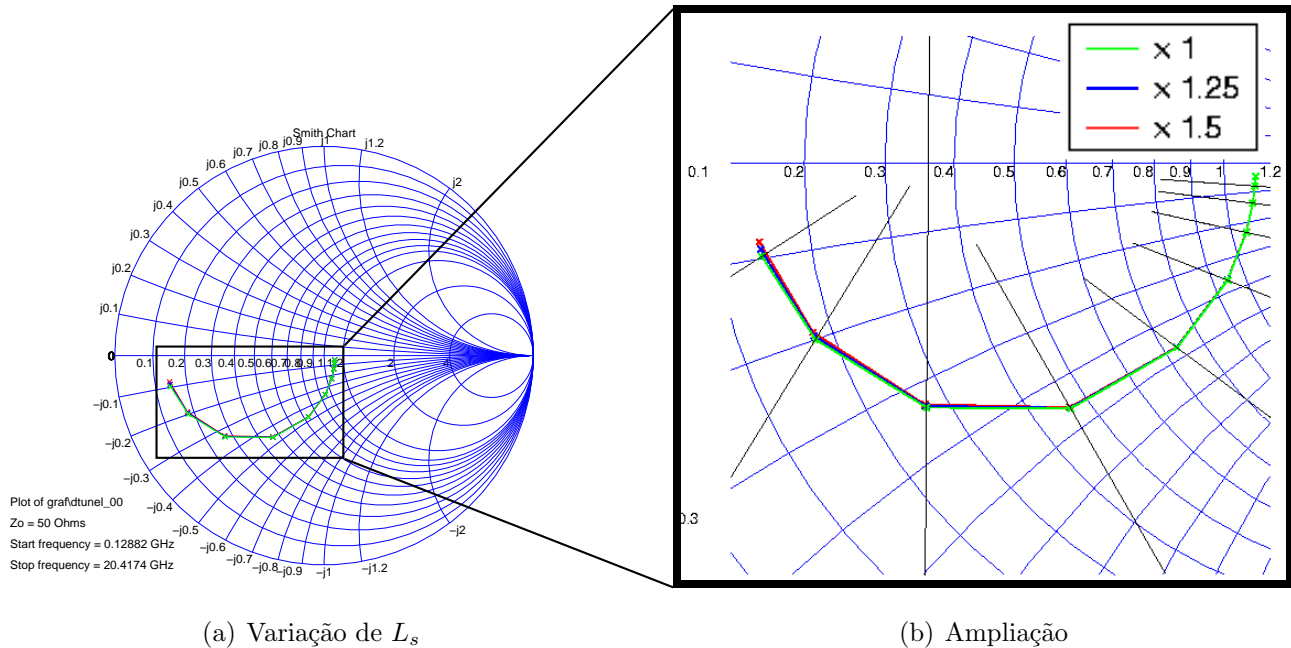 Smith Chart
j0.1
j0.2
j0.3
j0.4
j0.5
j0.6
j0.7
j0.8
j0.9
j1
j1.2
j2
0
0.1
0.2
0.3
0.4
0.5
0.6
0.7
0.8
0.9
1
1.2
2
−j0.1
−j0.2
−j0.3
−j0.4
−j0.5
−j0.6
−j0.7
−j0.8
−j0.9
−j1
−j1.2
−j2
Plot of graf\dtunel_00
Zo = 50 Ohms
Start frequency = 0.12882 GHz
Stop frequency = 20.4174 GHz
x 1
x 1.25
x 1.5
0.1
0.2
0.3
0.4
0.5
0.6
0.7
0.8
0.9
1
1.2
0.3
(a) Variação de Ls
(b) Ampliação